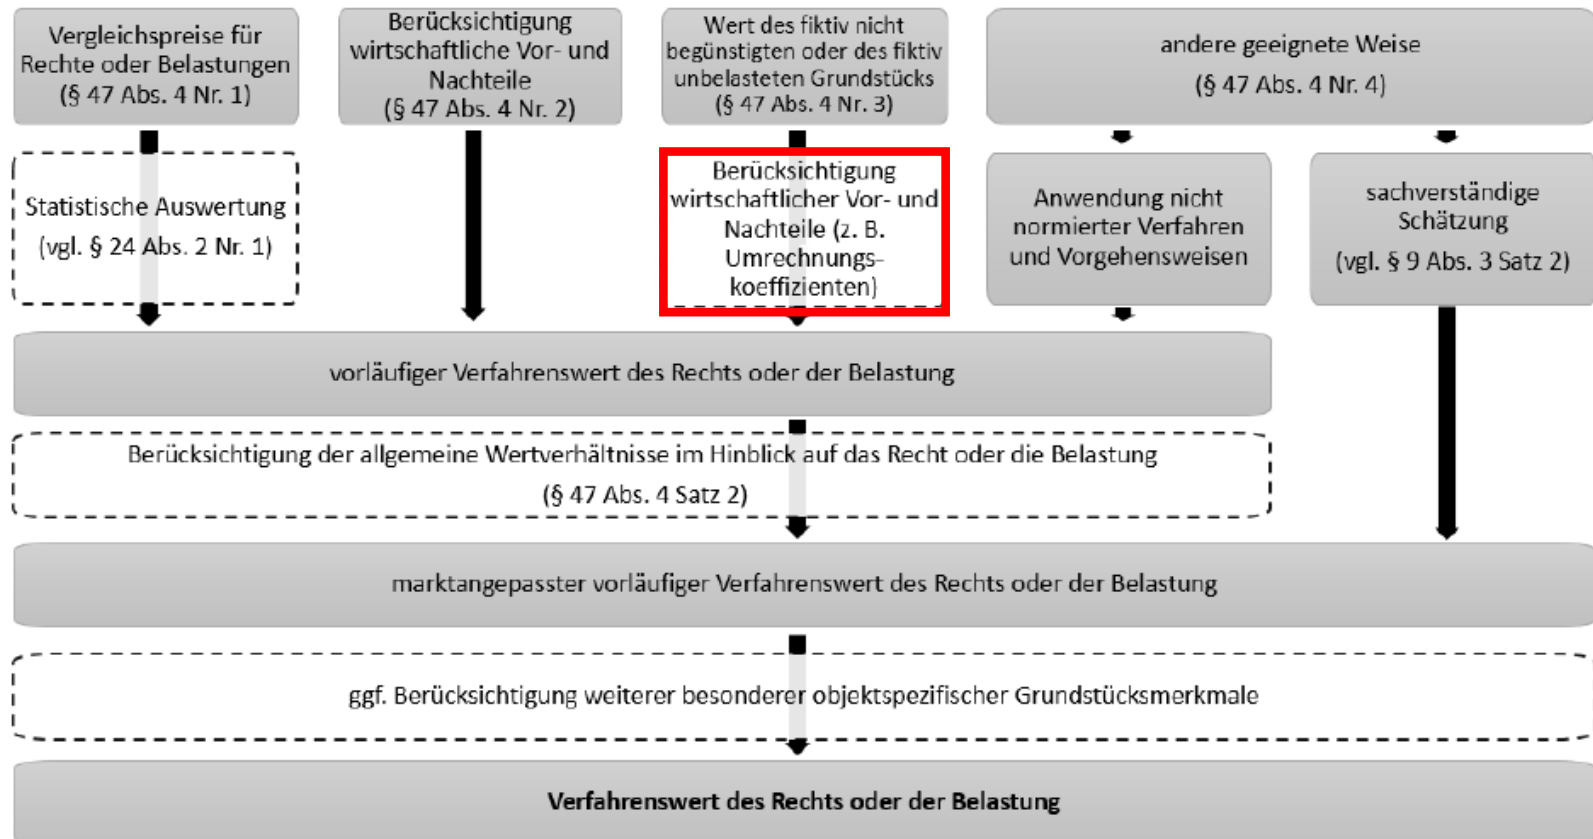 Vergleichspreise für
Rechte oder Belastungen
(§ 47 Abs. 4 Nr. 1)
Berücksichtigung
wirtschaftliche Vor- und
Nachteile
(§ 47 Abs. 4 Nr. 2)
Wert des fiktiv nicht
begünstigten oder des fiktiv
unbelasteten Grundstücks
(§ 47 Abs. 4 Nr. 3)
andere geeignete Weise
(§ 47 Abs. 4 Nr. 4)
Statistische Auswertung
(vgl. § 24 Abs. 2 Nr. 1)
Berücksichtigung
wirtschaftlicher Vor- und
Nachteile (z. B.
Umrechnungs-
koeffizienten)
Anwendung nicht
normierter Verfahren
und Vorgehensweisen
sachverständige
Schätzung
(vgl. § 9 Abs. 3 Satz 2)
vorläufiger Verfahrenswert des Rechts oder der Belastung
Berücksichtigung der allgemeine Wertverhältnisse im Hinblick auf das Recht oder die Belastung
(§ 47 Abs. 4 Satz 2)
marktangepasster vorläufiger Verfahrenswert des Rechts oder der Belastung
ggf. Berücksichtigung weiterer besonderer objektspezifischer Grundstücksmerkmale
Verfahrenswert des Rechts oder der Belastung